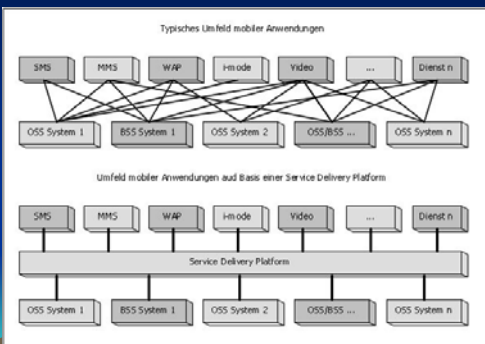 Typisches Umfeld mobiler Anwendungen
SMS MMS WAP i-mode Video ... Dienst n
OSS System 1 BSS System 1 OSS System 2 OSS/BSS ... OSS System n
Umfeld mobiler Anwendungen aud Basis einer Service Delivery Platform
SMS MMS WAP i-mode Video ... Dienst n
Service Delivery Platform
OSS System 1 BSS System 1 OSS System 2 OSS/BSS ... OSS System n